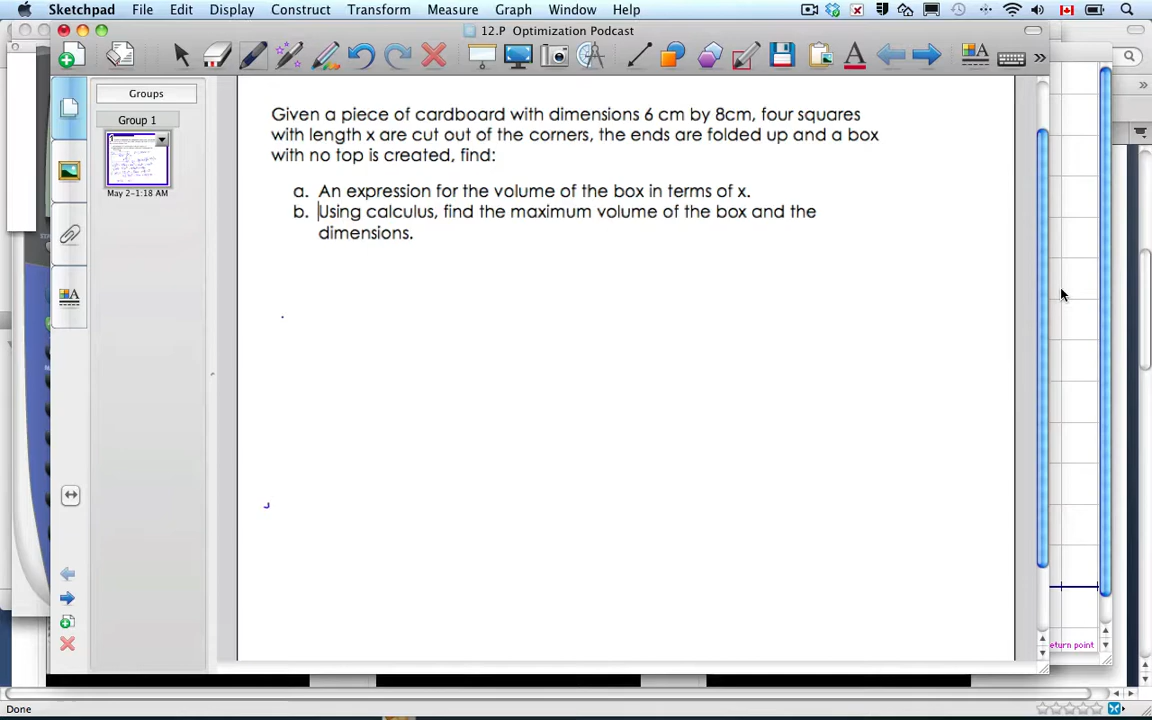 Sketchpad File Edit Display Construct Transform Measure Graph Window Help
12.P Optimization Podcast
Groups
Group 1
May 2-1:18 AM
Given a piece of cardboard with dimensions 6 cm by 8cm, four squares
with length x are cut out of the corners, the ends are folded up and a box
with no top is created, find:
a. An expression for the volume of the box in terms of x.
b. Using calculus, find the maximum volume of the box and the
dimensions.
eturn point
Done